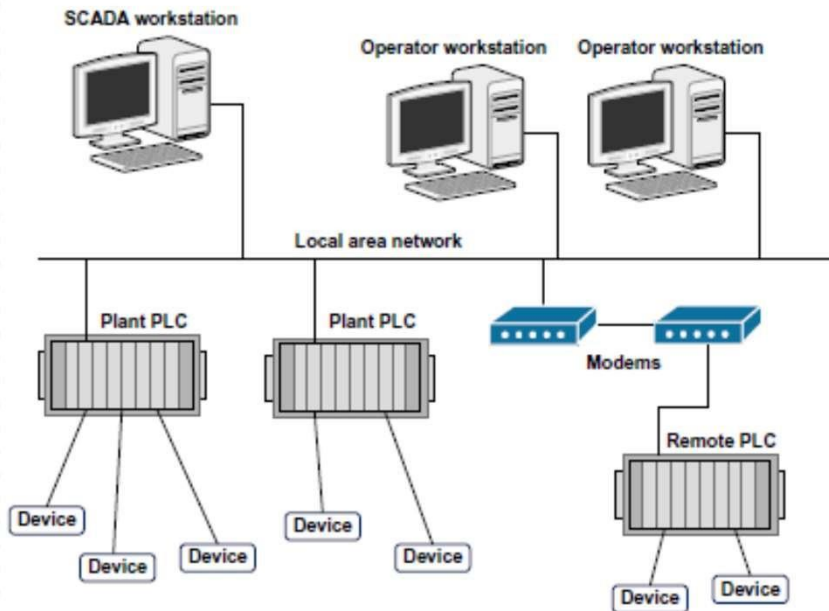 SCADA workstation
Operator workstation
Operator workstation
Local area network
Plant PLC
Plant PLC
Modems
Remote PLC
Device
Device
Device
Device
Device
Device
Device